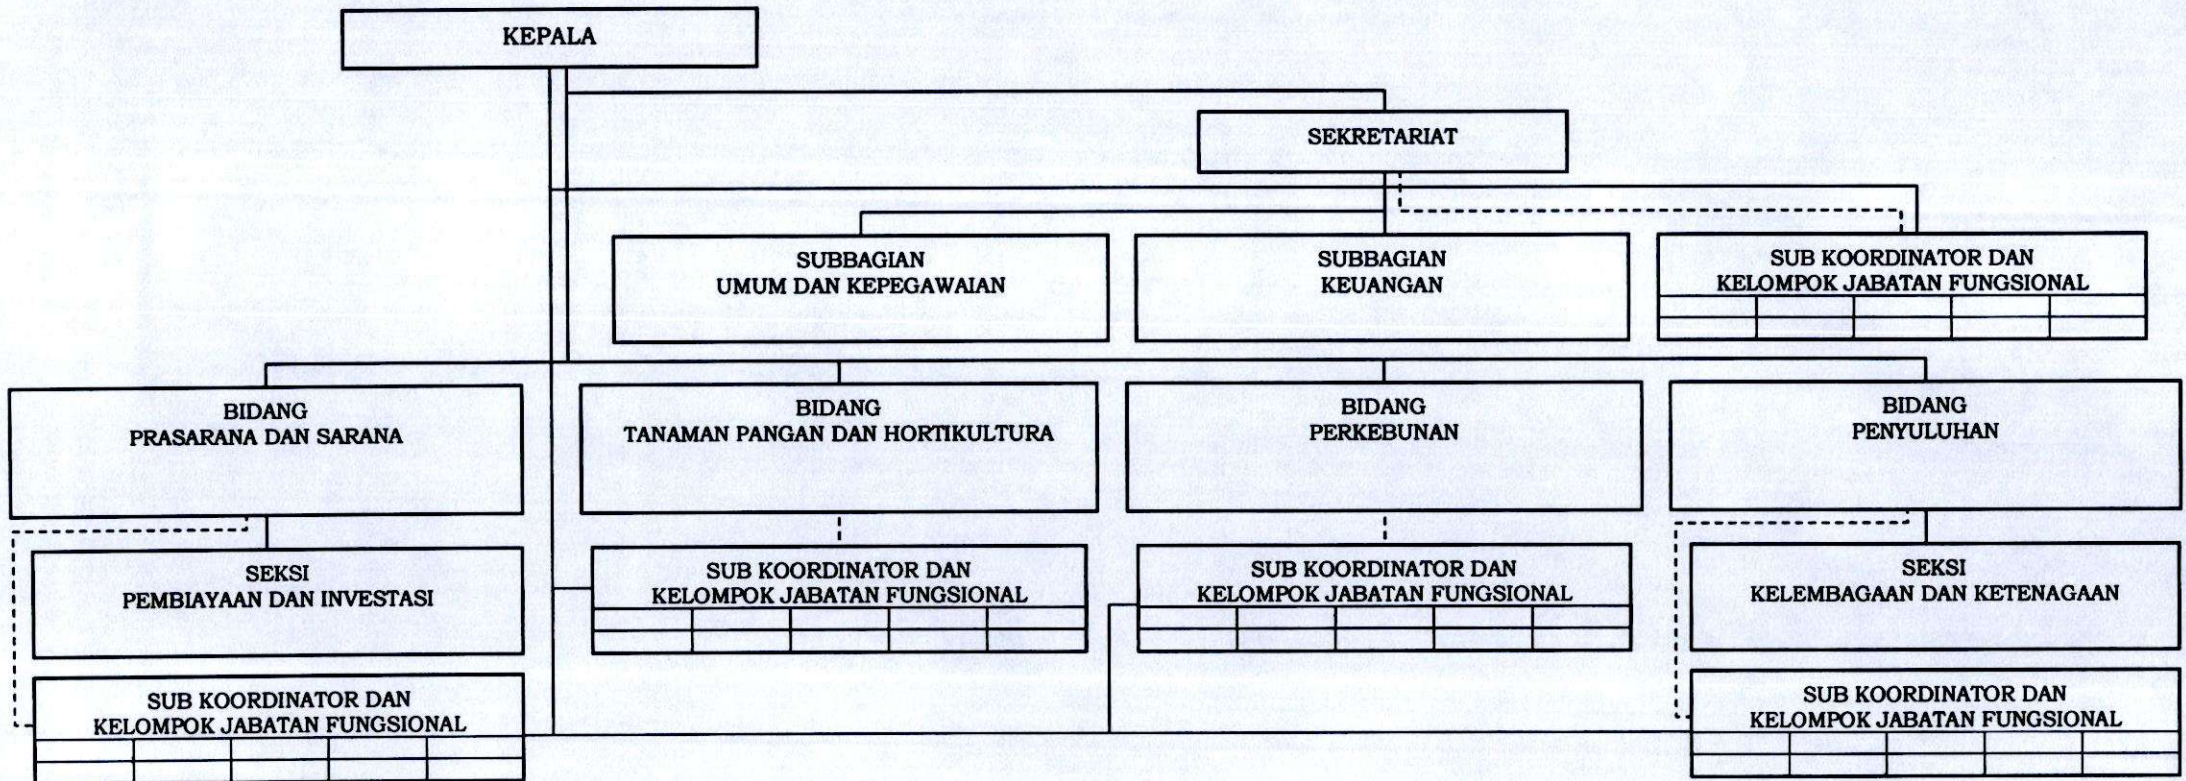 KEPALA
SEKRETARIAT
SUBBAGIAN
UMUM DAN KEPEGAWAIAN
SUBBAGIAN
KEUANGAN
SUB KOORDINATOR DAN
KELOMPOK JABATAN FUNGSIONAL
BIDANG
PRASARANA DAN SARANA
BIDANG
TANAMAN PANGAN DAN HORTIKULTURA
BIDANG
PERKEBUNAN
BIDANG
PENYULUHAN
SEKSI
PEMBIAYAAN DAN INVESTASI
SUB KOORDINATOR DAN
KELOMPOK JABATAN FUNGSIONAL
SUB KOORDINATOR DAN
KELOMPOK JABATAN FUNGSIONAL
SEKSI
KELEMBAGAAN DAN KETENAGAAN
SUB KOORDINATOR DAN
KELOMPOK JABATAN FUNGSIONAL
SUB KOORDINATOR DAN
KELOMPOK JABATAN FUNGSIONAL